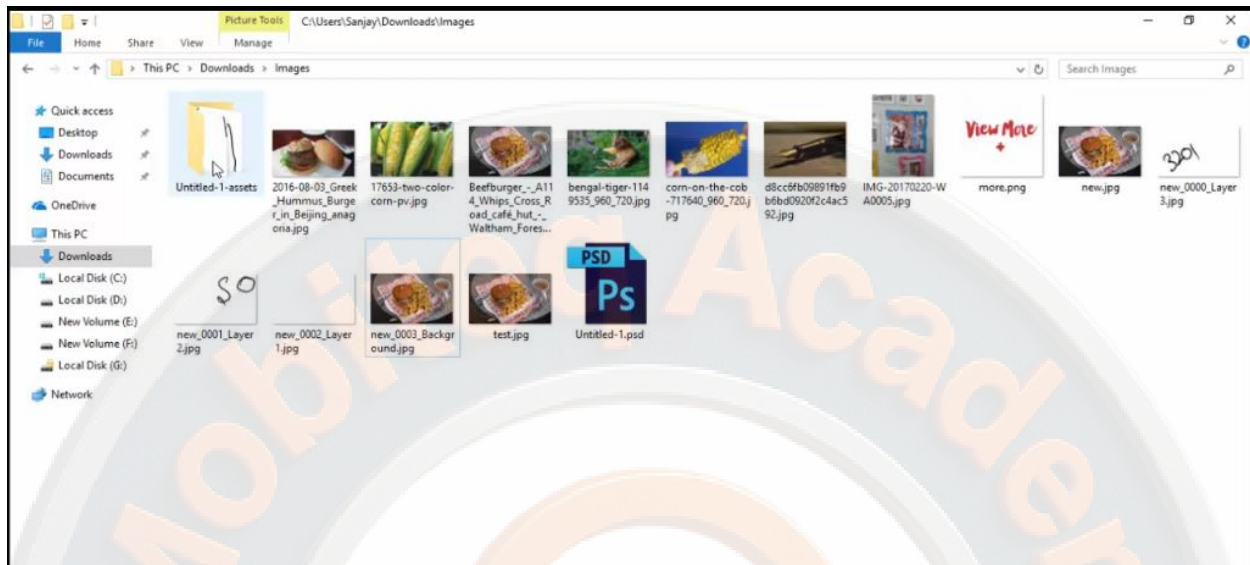 Picture Tools C:\Users\Sanjay\Downloads\Images
File Home Share View Manage
This PC > Downloads > Images
Search Images
Quick access
Desktop
Downloads
Documents
OneDrive
This PC
Downloads
Local Disk (C:)
Local Disk (D:)
New Volume (E:)
New Volume (F:)
Local Disk (G:)
Network
Untitled-1-assets
2016-08-03_Greek
_Hummus_Burge
r_in_Beijing_anag
oria.jpg
17653-two-color-
corn-pv.jpg
Beefburger_-_A11
4_Whips_Cross_R
oad_café_hut_-_
Waltham_Fores...
bengal-tiger-114
9535_960_720.jpg
corn-on-the-cob
-717640_960_720.j
pg
d8cc6fb09891fb9
b6bd0920f2c4ac5
92.jpg
IMG-20170220-W
A0005.jpg
View More
+
more.png
new.jpg
3201
new_0000_Layer
3.jpg
SO
new_0001_Layer
2.jpg
new_0002_Layer
1.jpg
new_0003_Backgr
ound.jpg
test.jpg
PSD
Ps
Untitled-1.psd
Mobiteq Academ